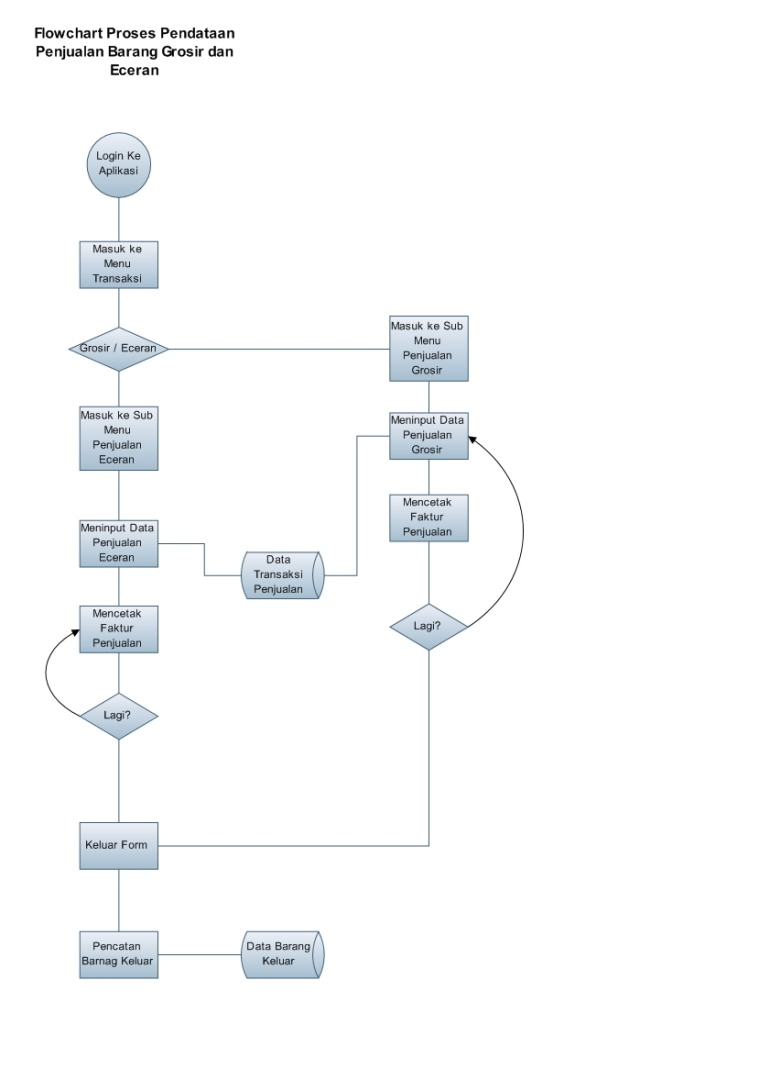 Flowchart Proses Pendataan
Penjualan Barang Grosir dan
Eceran
Login Ke
Aplikasi
Masuk ke
Menu
Transaksi
Grosir / Eceran
Masuk ke Sub
Menu
Penjualan
Grosir
Masuk ke Sub
Menu
Penjualan
Eceran
Meninput Data
Penjualan
Grosir
Mencetak
Faktur
Penjualan
Meninput Data
Penjualan
Eceran
Data
Transaksi
Penjualan
Mencetak
Faktur
Penjualan
Lagi?
Lagi?
Keluar Form
Pencatan
Barnag Keluar
Data Barang
Keluar